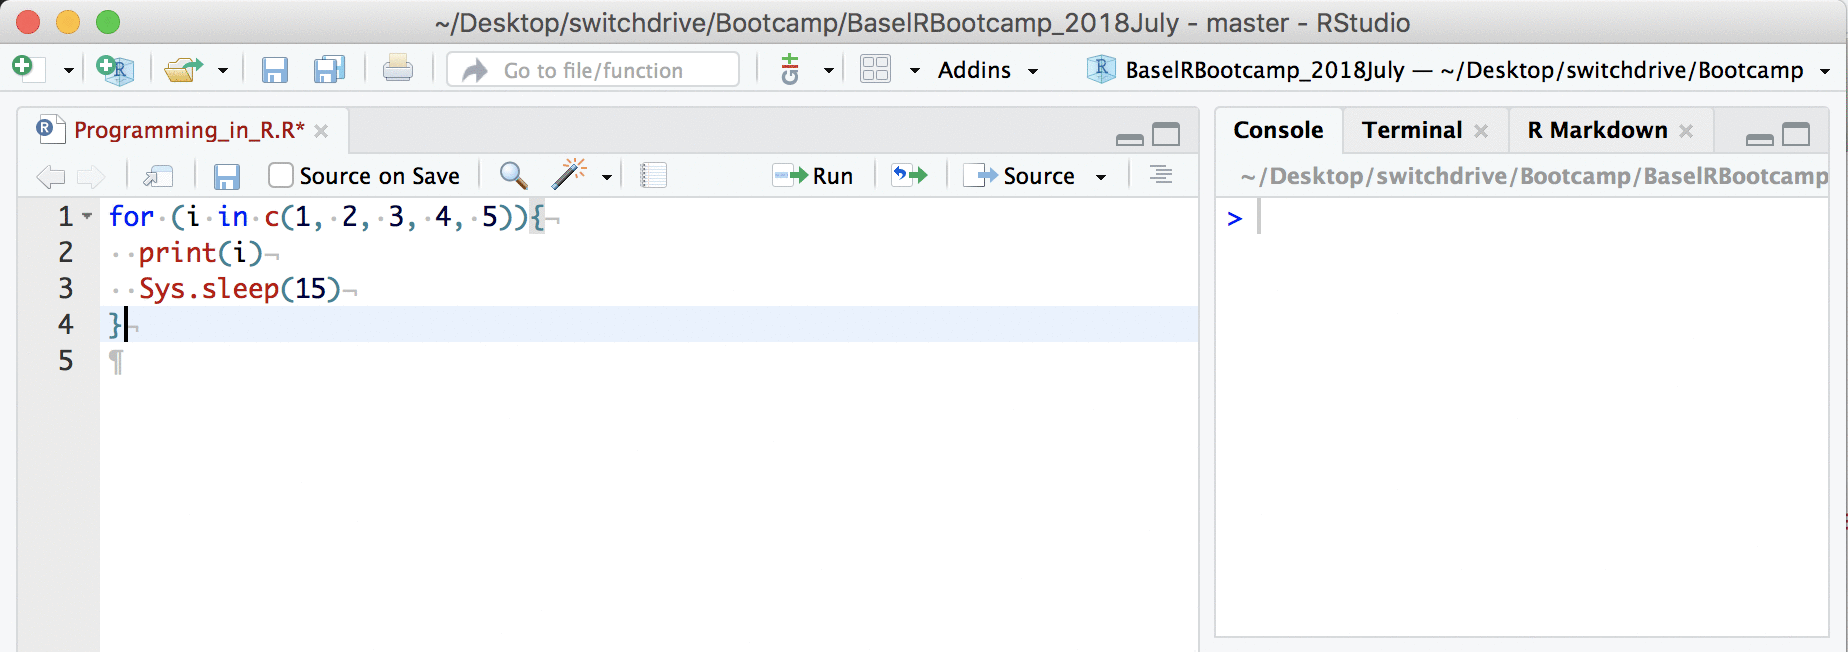 ~/Desktop/switchdrive/Bootcamp/BaselRBootcamp_2018July - master - RStudio
Go to file/function
Addins
BaselRBootcamp_2018July — ~/Desktop/switchdrive/Bootcamp
Programming_in_R.R*
Source on Save
Run
Source
1 for (i in c(1, 2, 3, 4, 5)){
2 print(i)
3 Sys.sleep(15)
4 }
5
Console Terminal R Markdown
~/Desktop/switchdrive/Bootcamp/BaselRBootcamp
>